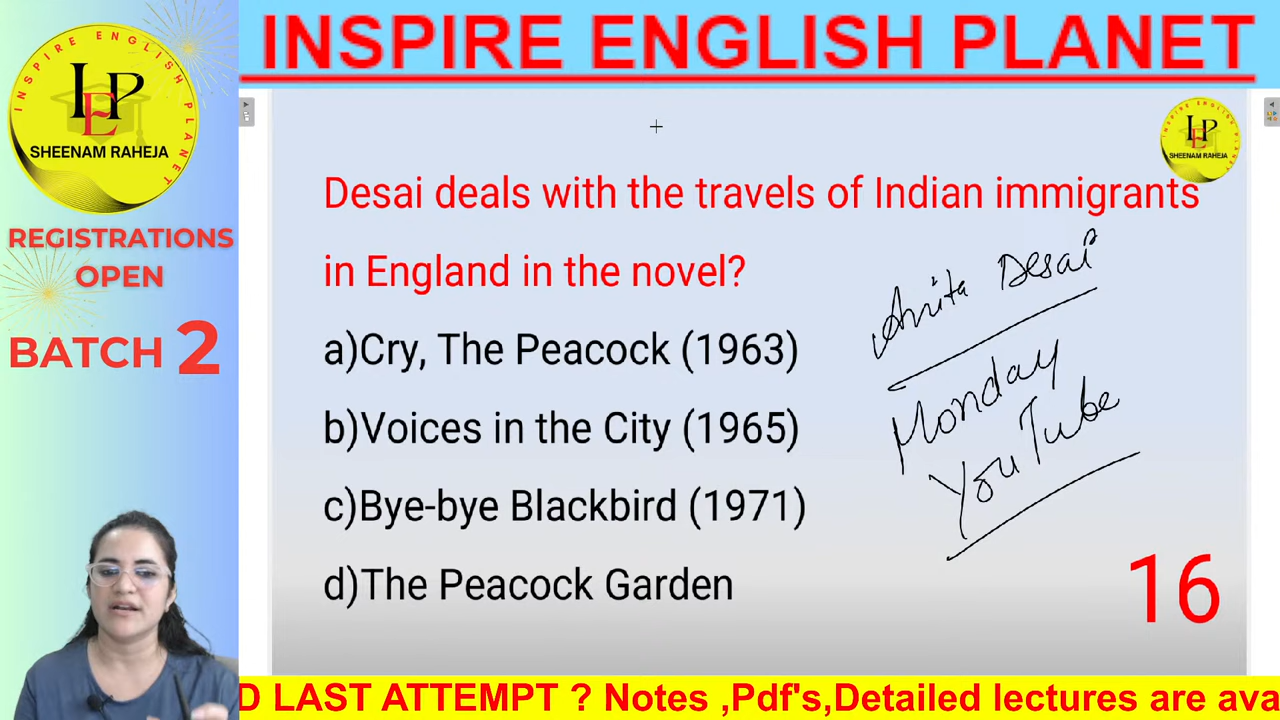 INSPIRE ENGLISH PLANET
INSPIRE ENGLISH PLANET
IEP
SHEENAM RAHEJA
REGISTRATIONS
OPEN
BATCH 2
INSPIRE ENGLISH PLANET
IEP
SHEENAM RAHEJA
Desai deals with the travels of Indian immigrants
in England in the novel?
a)Cry, The Peacock (1963)
b)Voices in the City (1965)
c)Bye-bye Blackbird (1971)
d)The Peacock Garden
Anita Desai
Monday
YouTube
16
D LAST ATTEMPT ? Notes ,Pdf's,Detailed lectures are ava